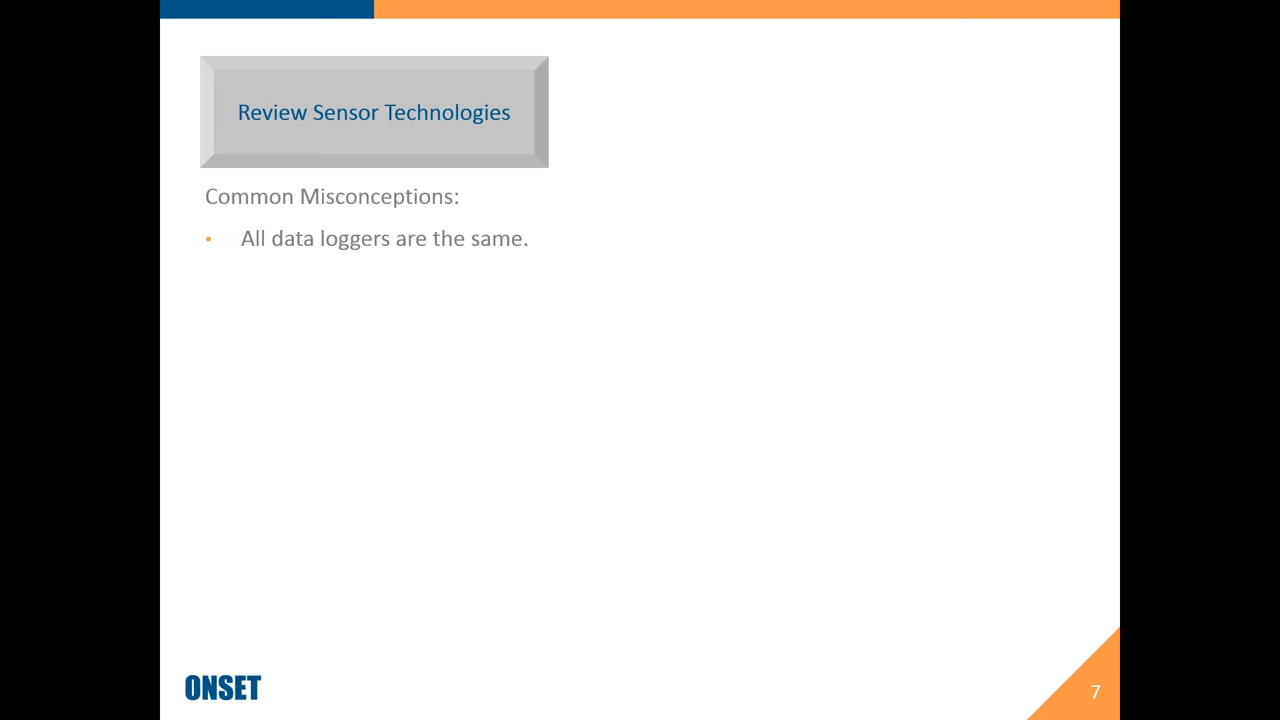 Review Sensor Technologies
Common Misconceptions:
• All data loggers are the same.
ONSET
7